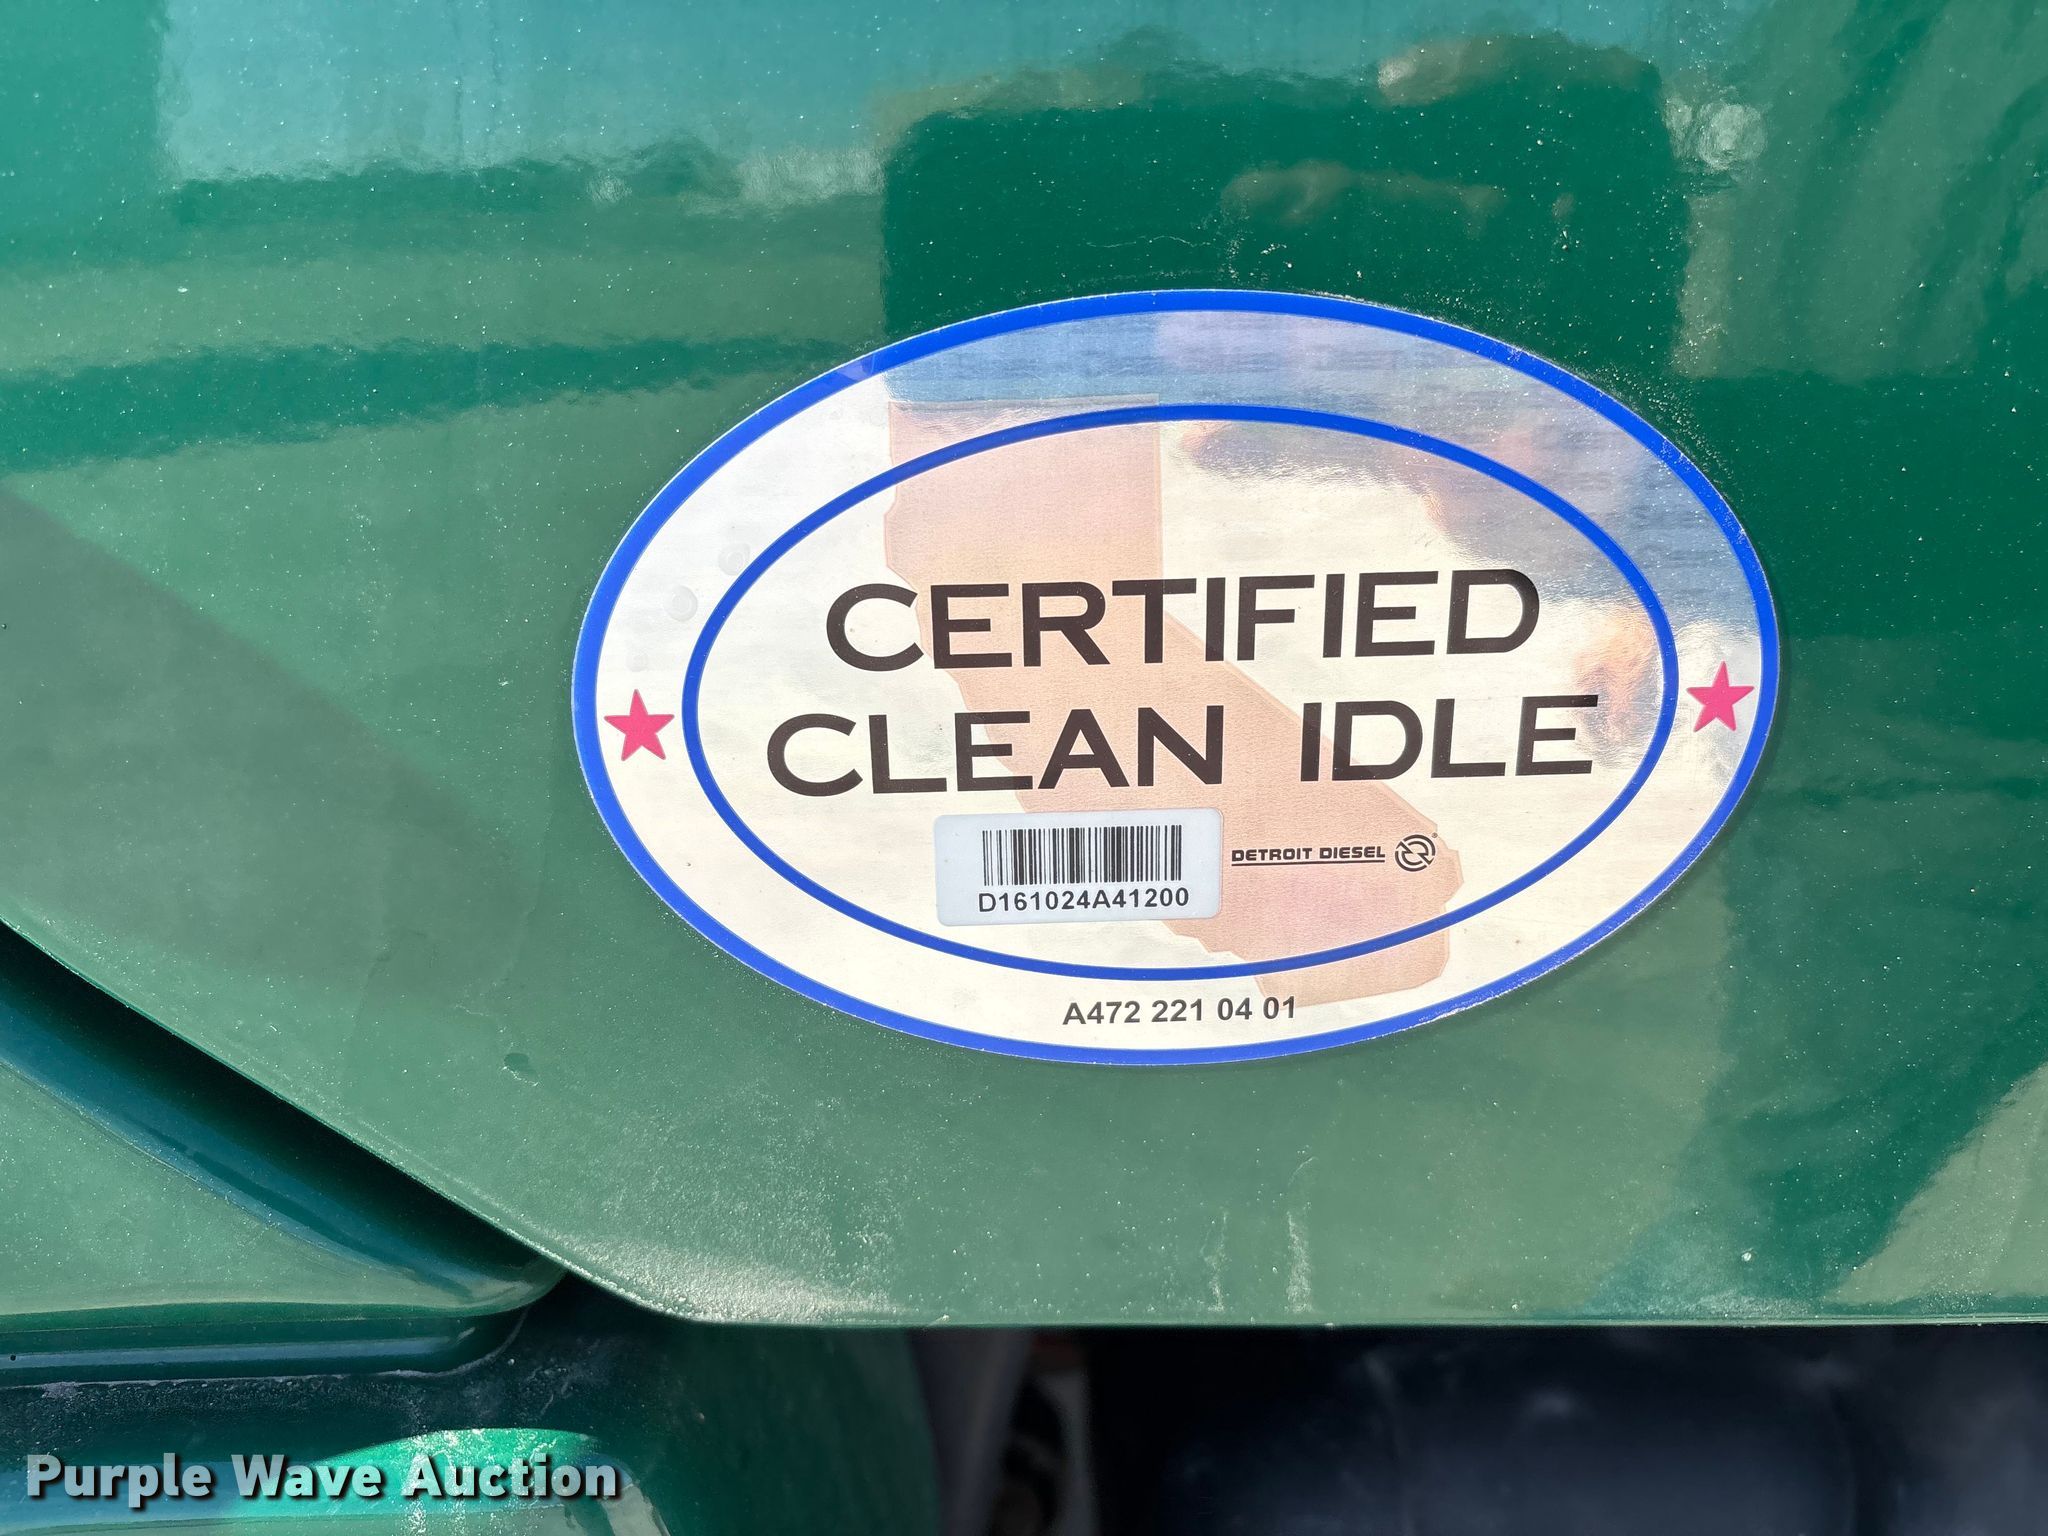 CERTIFIED
CLEAN IDLE
DETROIT DIESEL
D161024A41200
A472 221 04 01
Purple Wave Auction